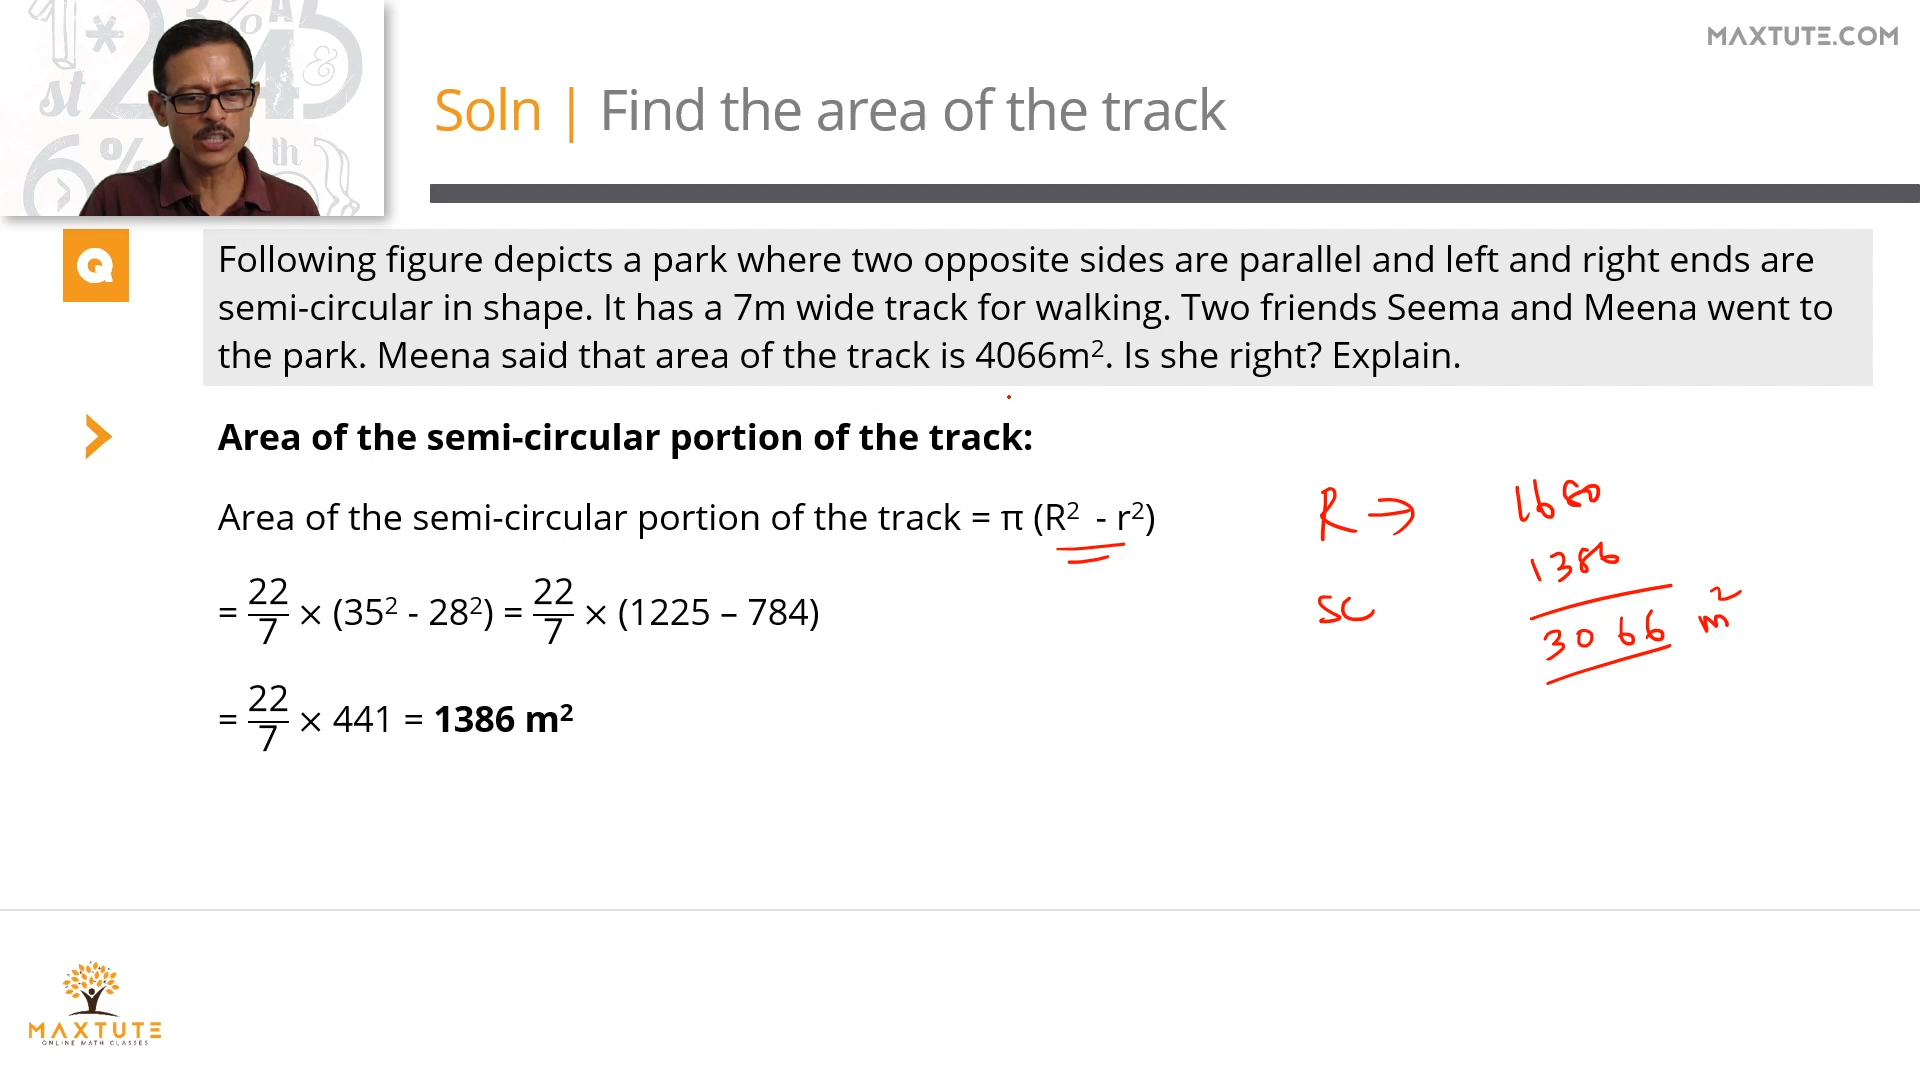 MAXTUTE.COM
Soln | Find the area of the track
Q
Following figure depicts a park where two opposite sides are parallel and left and right ends are
semi-circular in shape. It has a 7m wide track for walking. Two friends Seema and Meena went to
the park. Meena said that area of the track is 4066m². Is she right? Explain.
Area of the semi-circular portion of the track:
Area of the semi-circular portion of the track = π (R² - r²)
= 22/7 × (35² - 28²) = 22/7 × (1225 – 784)
= 22/7 × 441 = 1386 m²
R → 1680
SC 1386
3066 m²
MAXTUTE
ONLINE MATH CLASSES